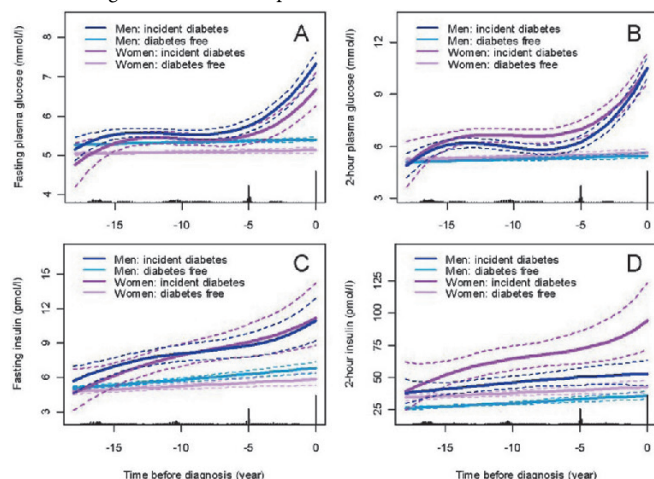 A
Men: incident diabetes
Men: diabetes free
Women: incident diabetes
Women: diabetes free
Fasting plasma glucose (mmol/l)
8
7
6
5
4
-15
-10
-5
0
B
Men: incident diabetes
Men: diabetes free
Women: incident diabetes
Women: diabetes free
2-hour plasma glucose (mmol/l)
12
9
6
3
-15
-10
-5
0
C
Men: incident diabetes
Men: diabetes free
Women: incident diabetes
Women: diabetes free
Fasting insulin (pmol/l)
15
12
9
6
3
-15
-10
-5
0
Time before diagnosis (year)
D
Men: incident diabetes
Men: diabetes free
Women: incident diabetes
Women: diabetes free
2-hour insulin (pmol/l)
125
100
75
50
25
-15
-10
-5
0
Time before diagnosis (year)